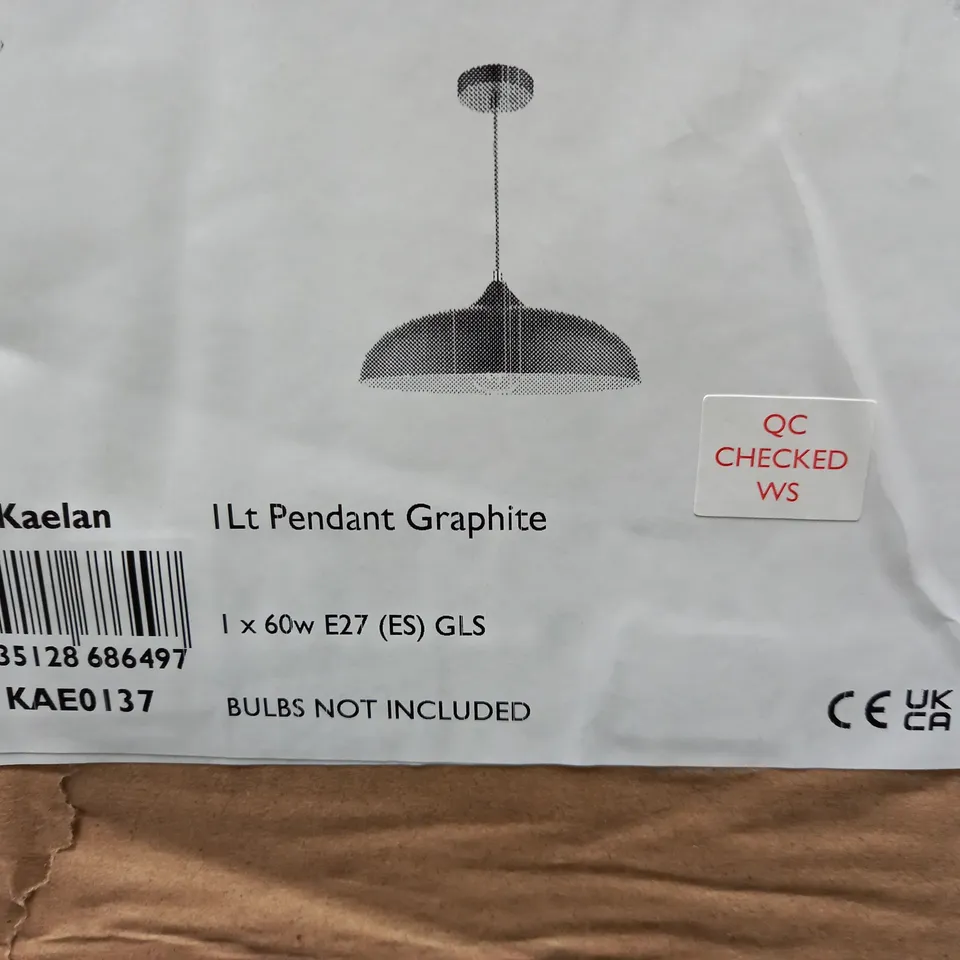 QC
CHECKED
WS
Kaelan
1Lt Pendant Graphite
1 x 60w E27 (ES) GLS
35128 686497
KAE0137
BULBS NOT INCLUDED
CE UK
CA